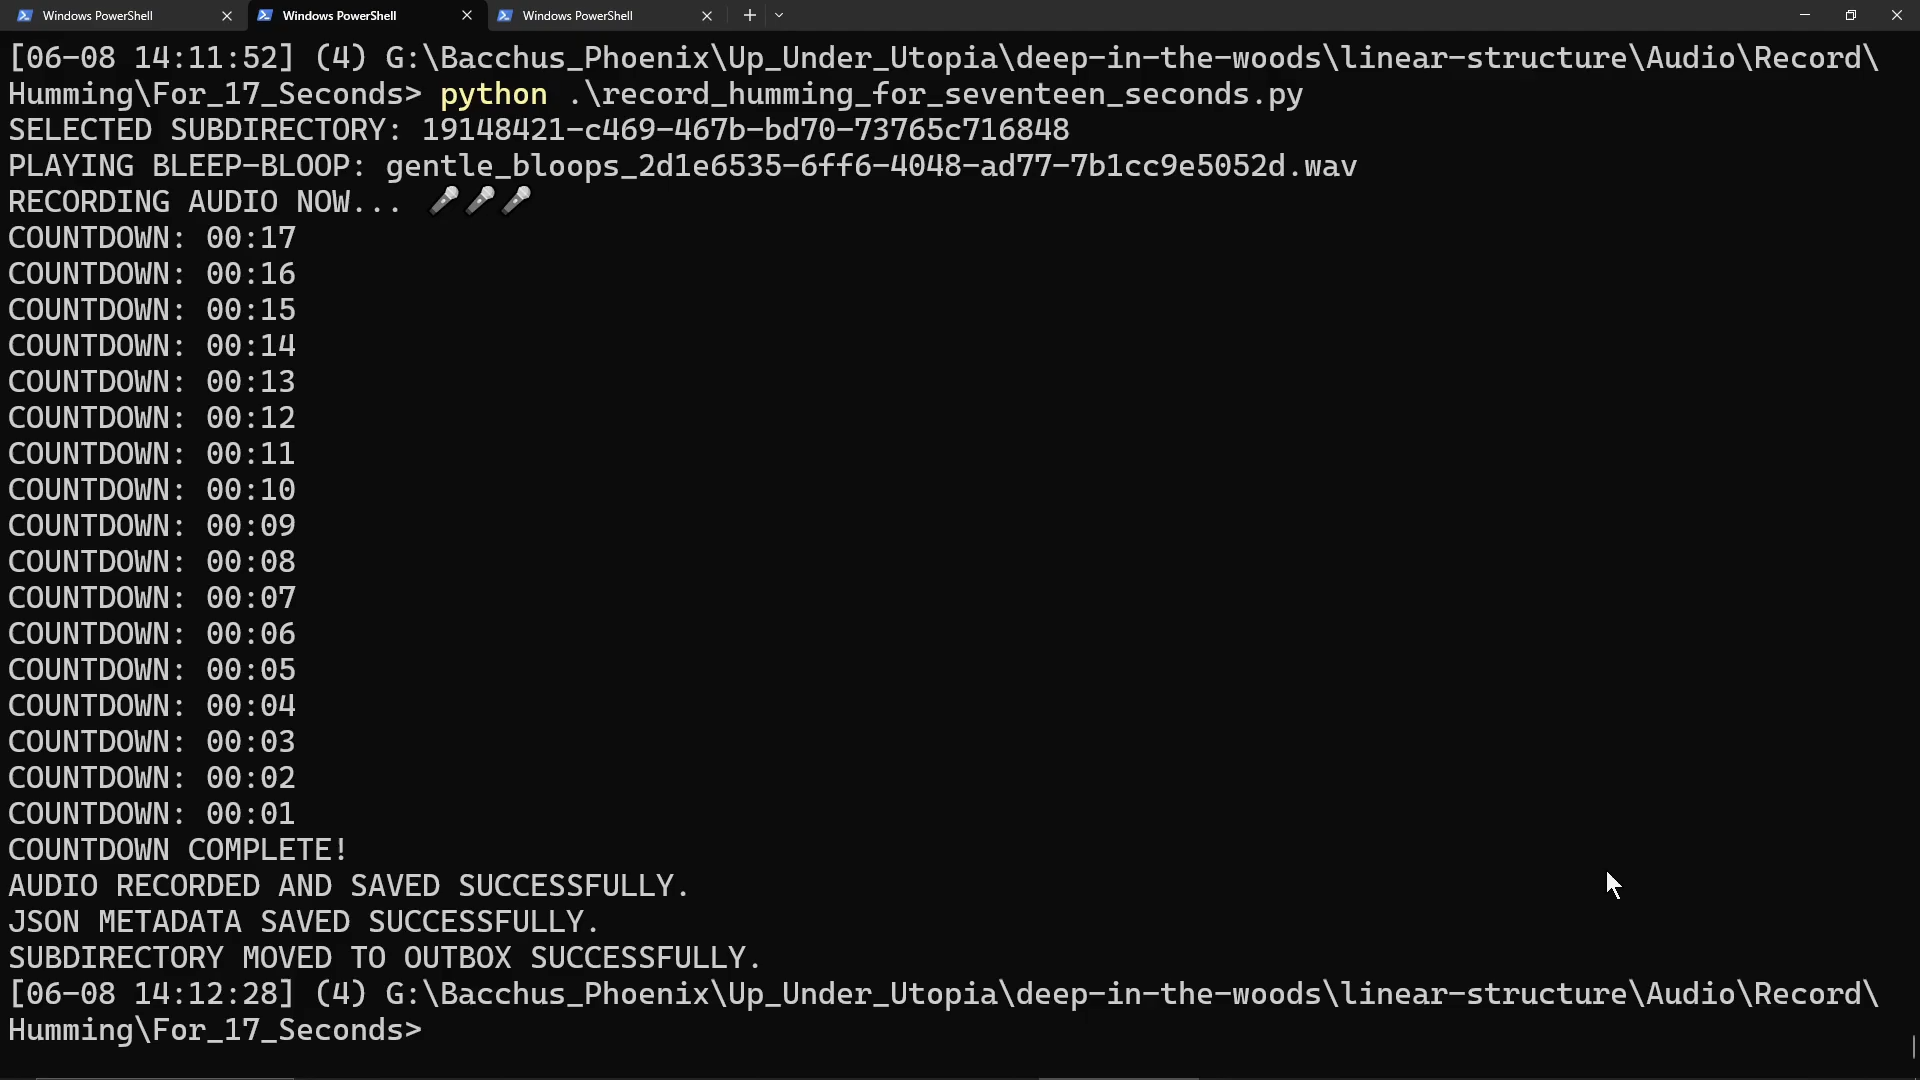 Windows PowerShell
Windows PowerShell
Windows PowerShell
[06-08 14:11:52] (4) G:\Bacchus_Phoenix\Up_Under_Utopia\deep-in-the-woods\linear-structure\Audio\Record\
Humming\For_17_Seconds> python .\record_humming_for_seventeen_seconds.py
SELECTED SUBDIRECTORY: 19148421-c469-467b-bd70-73765c716848
PLAYING BLEEP-BLOOP: gentle_bloops_2d1e6535-6ff6-4048-ad77-7b1cc9e5052d.wav
RECORDING AUDIO NOW... 🎤🎤🎤
COUNTDOWN: 00:17
COUNTDOWN: 00:16
COUNTDOWN: 00:15
COUNTDOWN: 00:14
COUNTDOWN: 00:13
COUNTDOWN: 00:12
COUNTDOWN: 00:11
COUNTDOWN: 00:10
COUNTDOWN: 00:09
COUNTDOWN: 00:08
COUNTDOWN: 00:07
COUNTDOWN: 00:06
COUNTDOWN: 00:05
COUNTDOWN: 00:04
COUNTDOWN: 00:03
COUNTDOWN: 00:02
COUNTDOWN: 00:01
COUNTDOWN COMPLETE!
AUDIO RECORDED AND SAVED SUCCESSFULLY.
JSON METADATA SAVED SUCCESSFULLY.
SUBDIRECTORY MOVED TO OUTBOX SUCCESSFULLY.
[06-08 14:12:28] (4) G:\Bacchus_Phoenix\Up_Under_Utopia\deep-in-the-woods\linear-structure\Audio\Record\
Humming\For_17_Seconds>